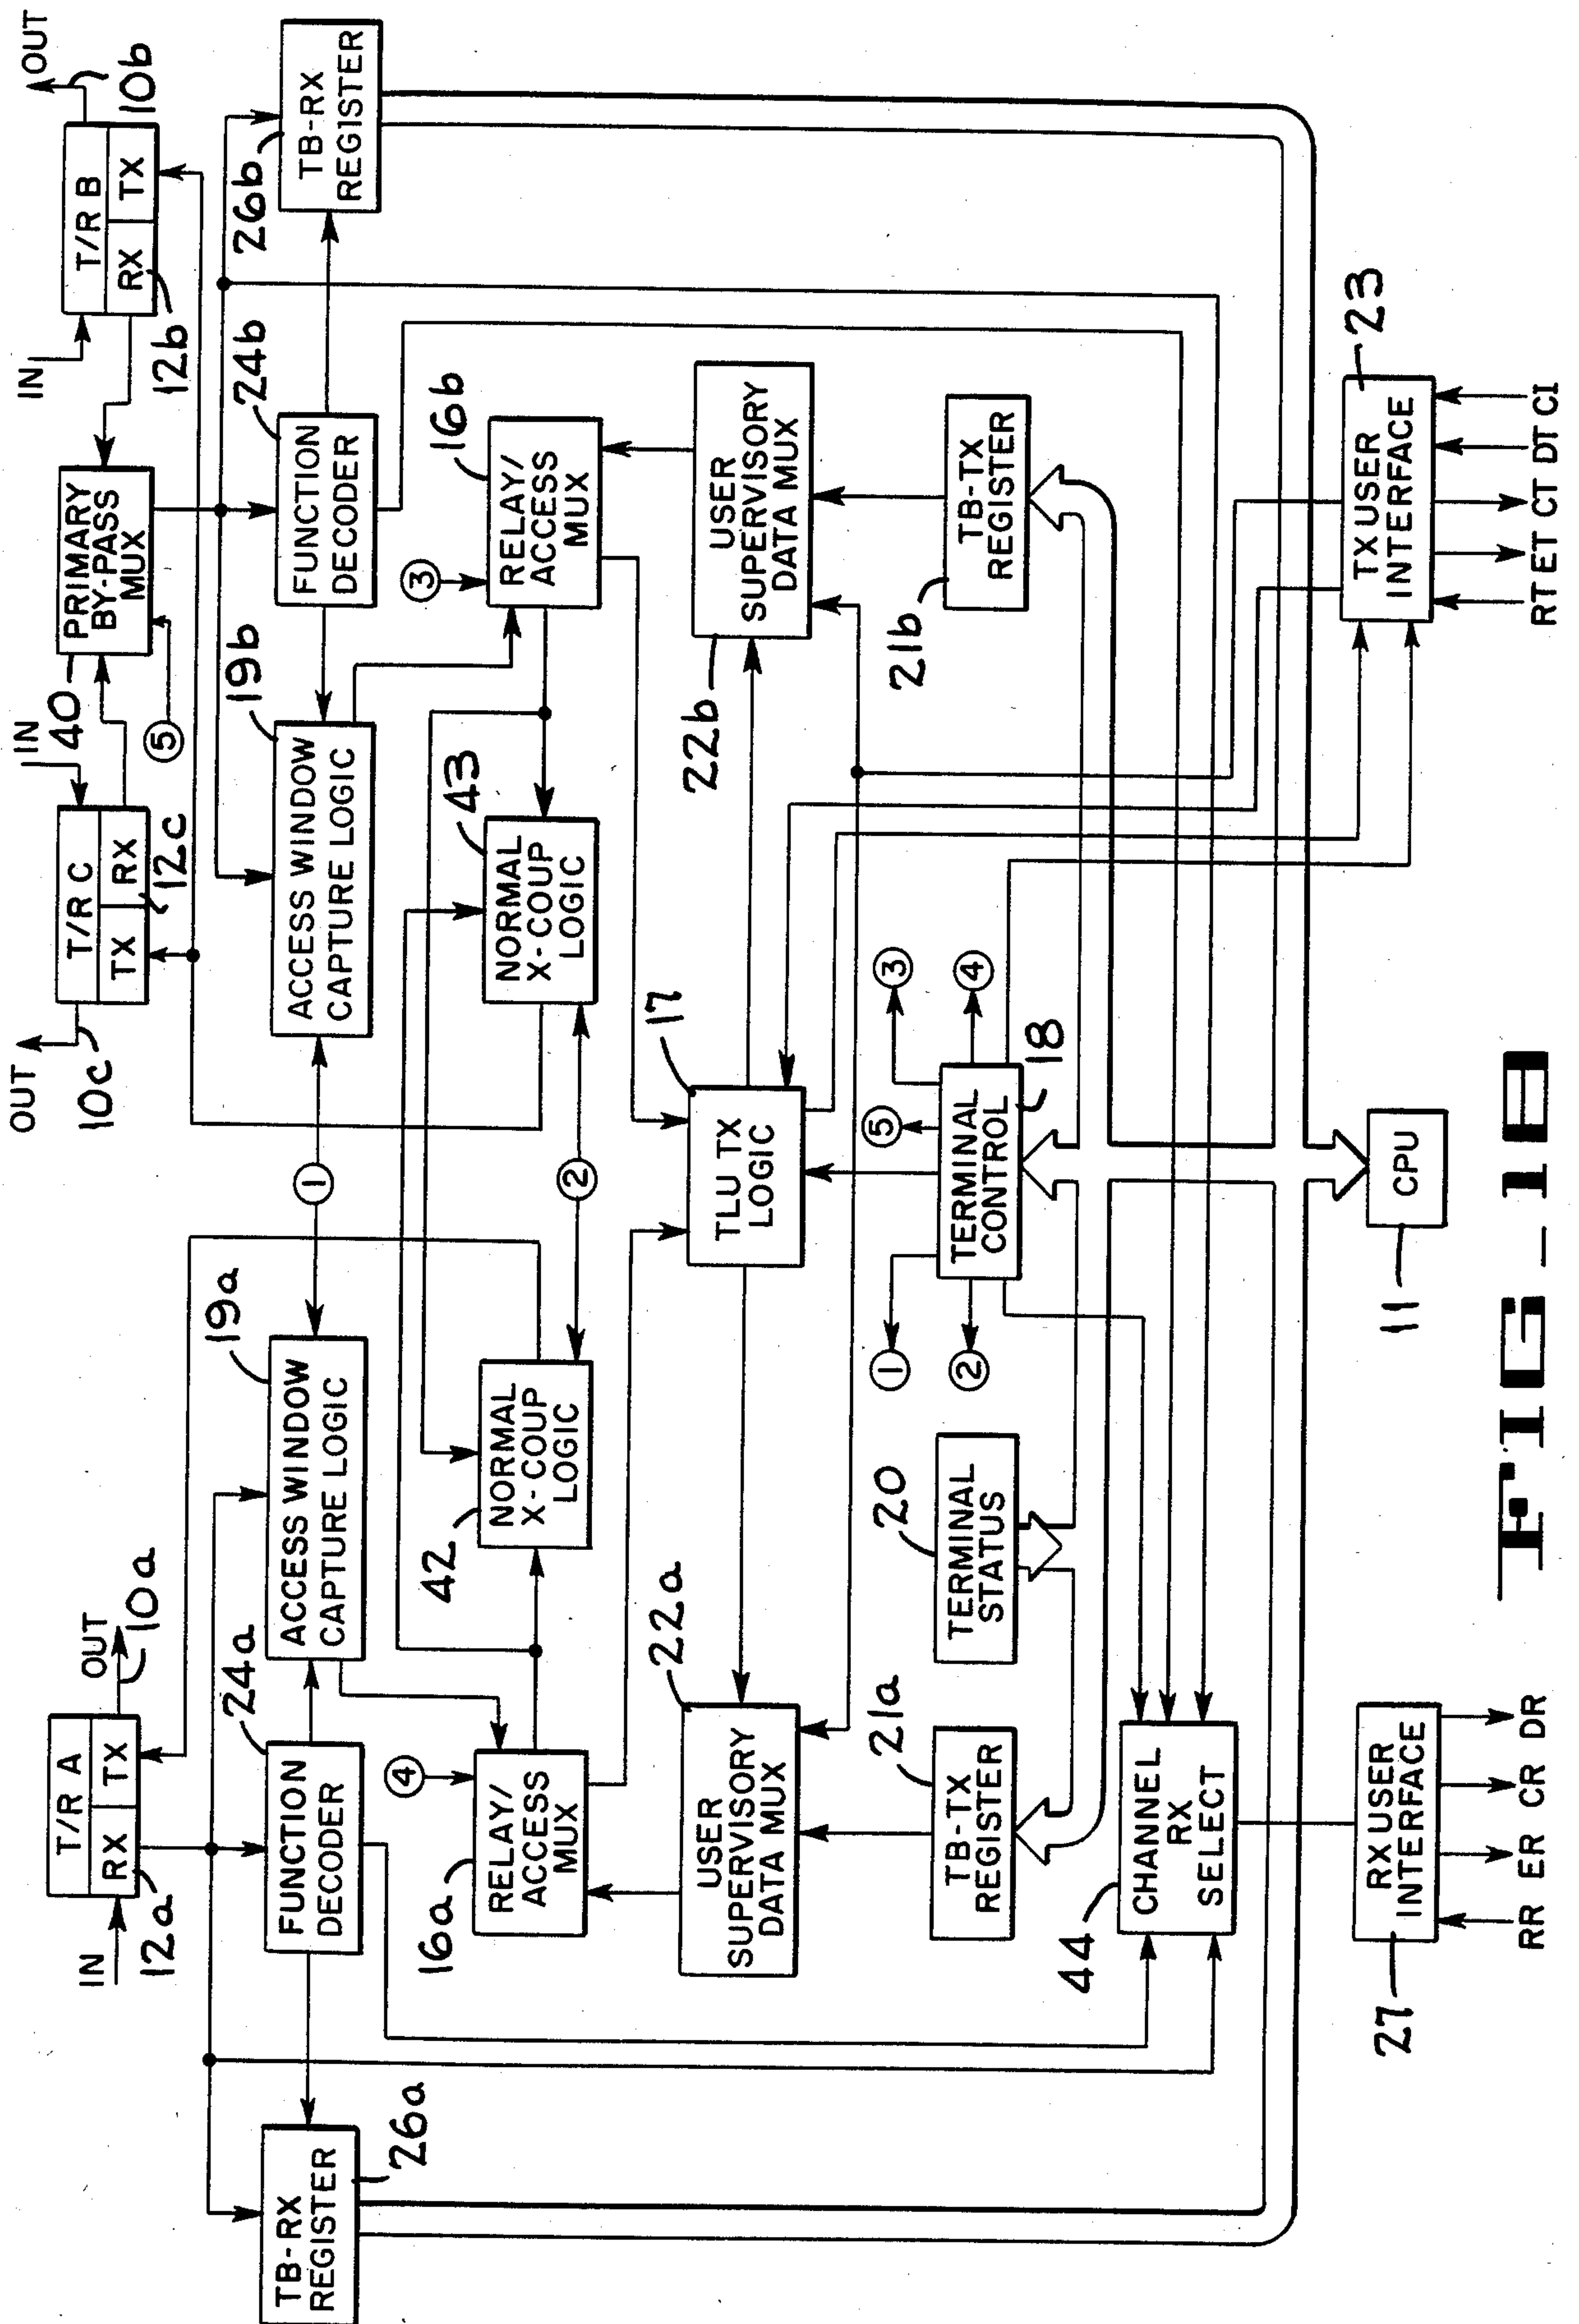 IN
12a
T/R A
RX
TX
OUT
10a
OUT
10c
T/R C
TX
RX
12c
IN
40
5
PRIMARY
BY-PASS
MUX
IN
12b
T/R B
RX
TX
OUT
10b
TB-RX
REGISTER
26a
FUNCTION
DECODER
24a
ACCESS WINDOW
CAPTURE LOGIC
19a
1
ACCESS WINDOW
CAPTURE LOGIC
19b
FUNCTION
DECODER
24b
TB-RX
REGISTER
26b
4
RELAY/
ACCESS
MUX
16a
NORMAL
X-COUP
LOGIC
42
2
NORMAL
X-COUP
LOGIC
43
3
RELAY/
ACCESS
MUX
16b
USER
SUPERVISORY
DATA MUX
22a
TLU TX
LOGIC
17
USER
SUPERVISORY
DATA MUX
22b
TB-TX
REGISTER
21a
TERMINAL
STATUS
20
1
2
TERMINAL
CONTROL
18
5
3
4
TB-TX
REGISTER
21b
CHANNEL
RX
SELECT
44
RX USER
INTERFACE
27
RR ER CR DR
CPU
11
TX USER
INTERFACE
23
RT ET CT DT CI
FIG-1B